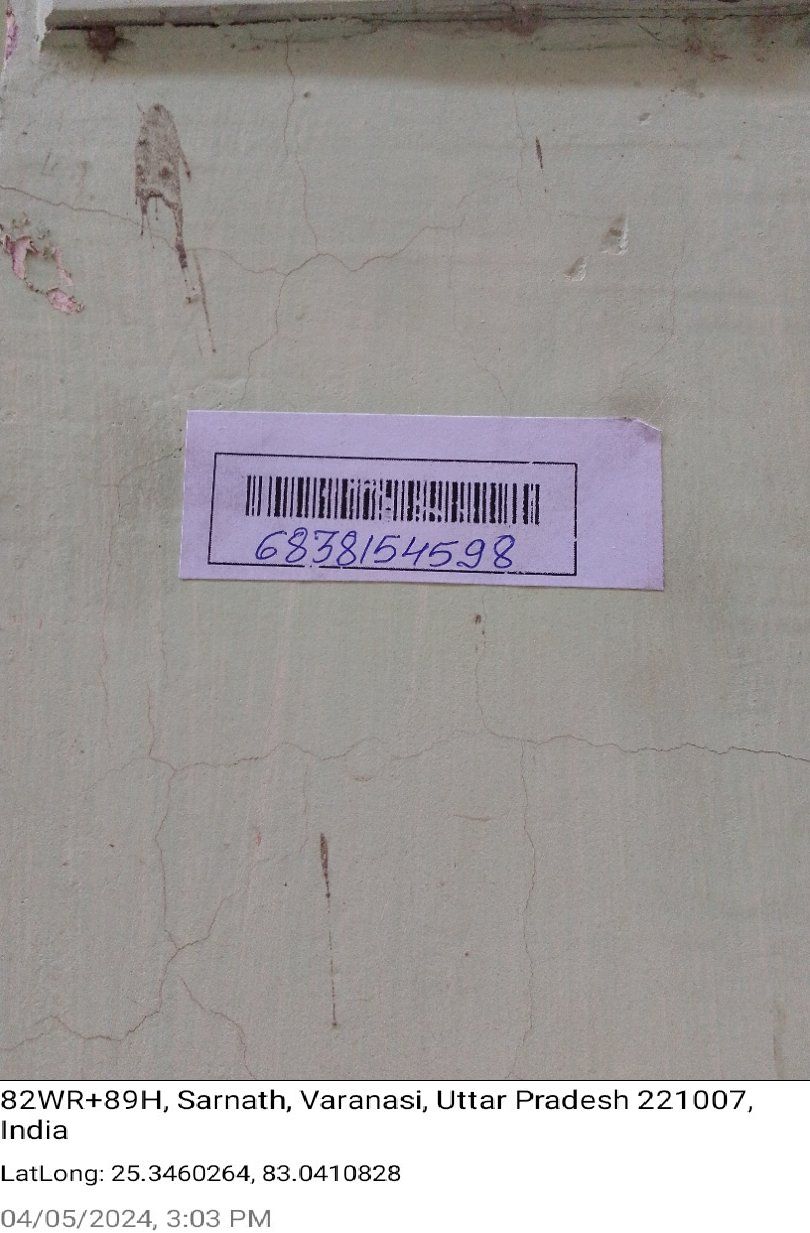 6838154598
82WR+89H, Sarnath, Varanasi, Uttar Pradesh 221007,
India
LatLong: 25.3460264, 83.0410828
04/05/2024, 3:03 PM